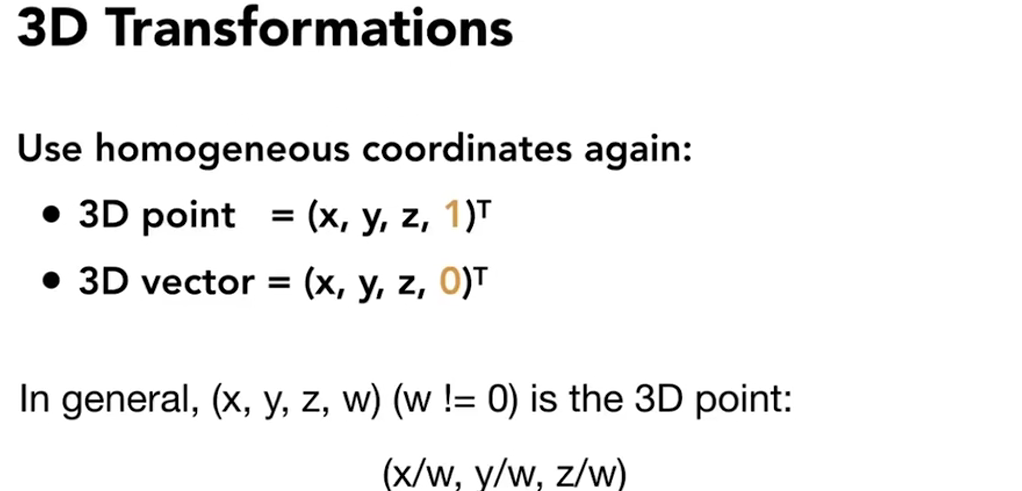 3D Transformations
Use homogeneous coordinates again:
• 3D point = (x, y, z, 1)ᵀ
• 3D vector = (x, y, z, 0)ᵀ
In general, (x, y, z, w) (w != 0) is the 3D point:
(x/w, y/w, z/w)